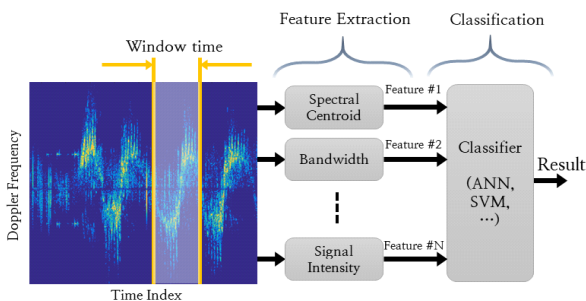 Feature Extraction
Classification
Window time
Doppler Frequency
Time Index
Spectral
Centroid
Feature #1
Bandwidth
Feature #2
Signal
Intensity
Feature #N
Classifier
(ANN,
SVM,
...)
Result